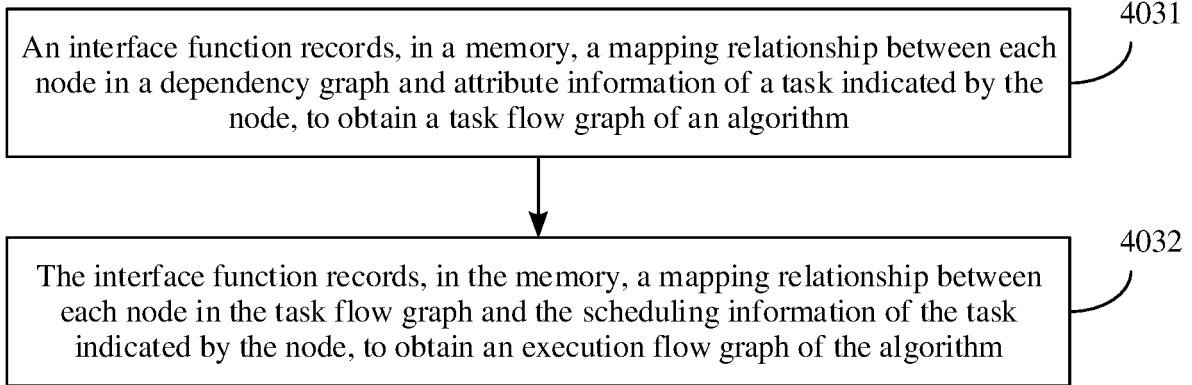 4031
An interface function records, in a memory, a mapping relationship between each
node in a dependency graph and attribute information of a task indicated by the
node, to obtain a task flow graph of an algorithm
4032
The interface function records, in the memory, a mapping relationship between
each node in the task flow graph and the scheduling information of the task
indicated by the node, to obtain an execution flow graph of the algorithm